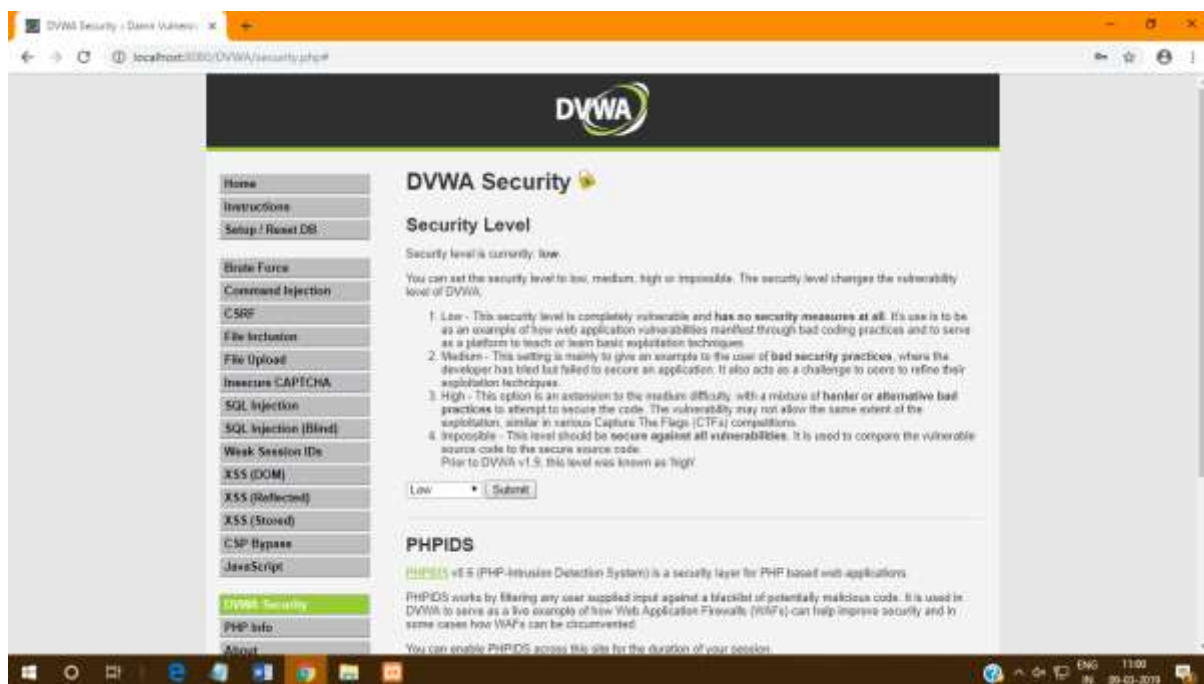 DVWA Security :: Damn Vulnera
localhost:8080/DVWA/security.php#
DVWA
Home
Instructions
Setup / Reset DB
Brute Force
Command Injection
CSRF
File Inclusion
File Upload
Insecure CAPTCHA
SQL Injection
SQL Injection (Blind)
Weak Session IDs
XSS (DOM)
XSS (Reflected)
XSS (Stored)
CSP Bypass
JavaScript
DVWA Security
PHP Info
About
DVWA Security
Security Level
Security level is currently: low.
You can set the security level to low, medium, high or impossible. The security level changes the vulnerability
level of DVWA:
1. Low - This security level is completely vulnerable and has no security measures at all. It's use is to be
as an example of how web application vulnerabilities manifest through bad coding practices and to serve
as a platform to teach or learn basic exploitation techniques.
2. Medium - This setting is mainly to give an example to the user of bad security practices, where the
developer has tried but failed to secure an application. It also acts as a challenge to users to refine their
exploitation techniques.
3. High - This option is an extension to the medium difficulty, with a mixture of harder or alternative bad
practices to attempt to secure the code. The vulnerability may not allow the same extent of the
exploitation, similar in various Capture The Flags (CTFs) competitions.
4. Impossible - This level should be secure against all vulnerabilities. It is used to compare the vulnerable
source code to the secure source code.
Prior to DVWA v1.9, this level was known as 'high'.
Low
Submit
PHPIDS
PHPIDS v0.6 (PHP-Intrusion Detection System) is a security layer for PHP based web applications.
PHPIDS works by filtering any user supplied input against a blacklist of potentially malicious code. It is used in
DVWA to serve as a live example of how Web Application Firewalls (WAFs) can help improve security and in
some cases how WAFs can be circumvented.
You can enable PHPIDS across this site for the duration of your session.
ENG
IN
11:00
09-03-2019